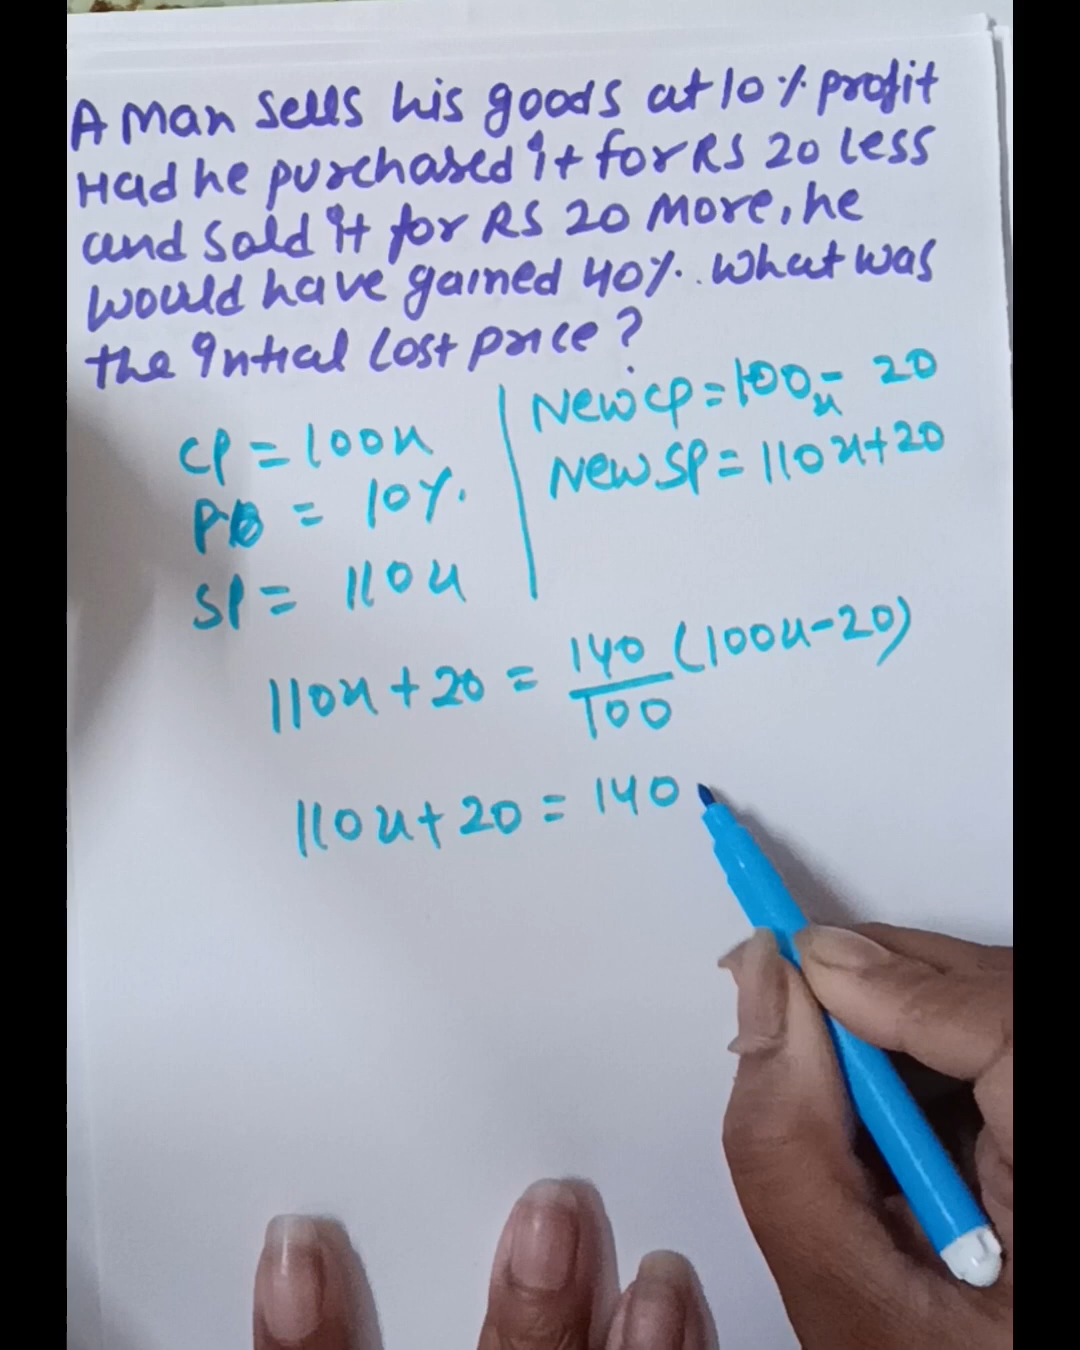 A Man sells his goods at 10% profit
Had he purchased it for RS 20 less
and Sold it for RS 20 More, he
would have gained 40%. what was
the intial Cost price?
CP = 100x
P% = 10%.
SP = 110x
New CP = 100x - 20
New SP = 110x + 20
110x + 20 = 140/100 (100x - 20)
110x + 20 = 140